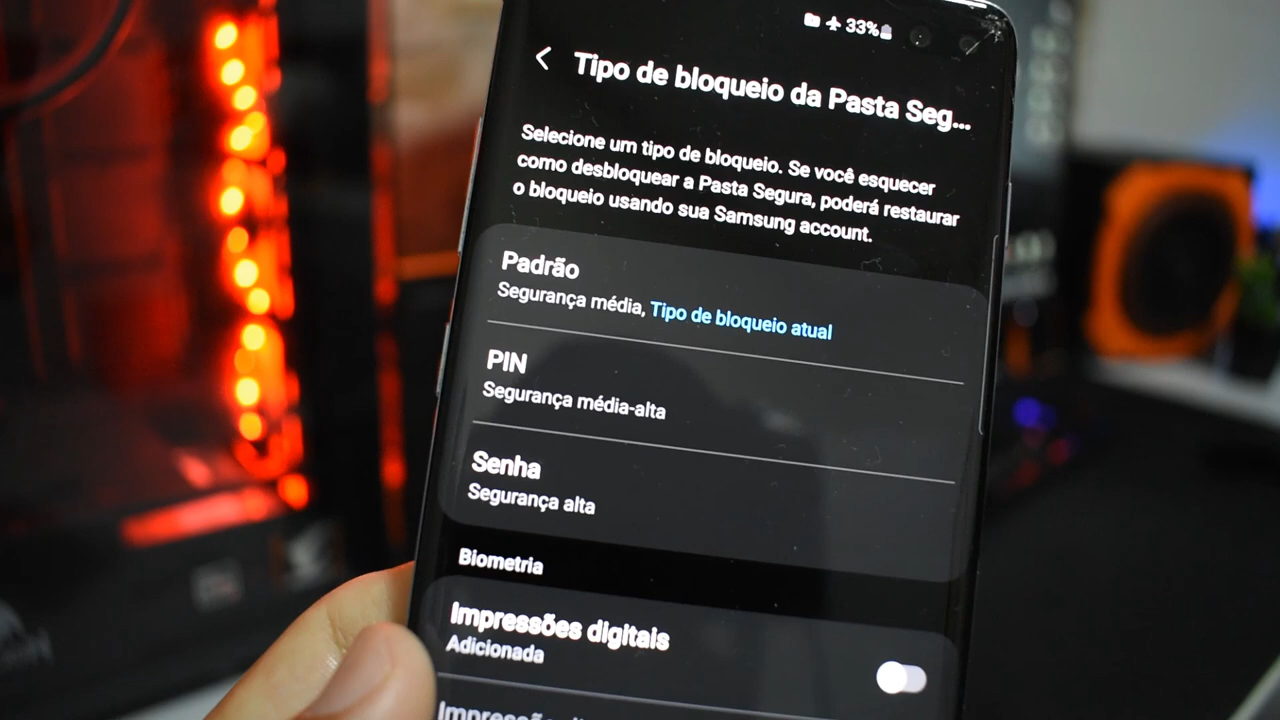 33%
Tipo de bloqueio da Pasta Seg...
Selecione um tipo de bloqueio. Se você esquecer
como desbloquear a Pasta Segura, poderá restaurar
o bloqueio usando sua Samsung account.
Padrão
Segurança média, Tipo de bloqueio atual
PIN
Segurança média-alta
Senha
Segurança alta
Biometria
Impressões digitais
Adicionada
Impressões